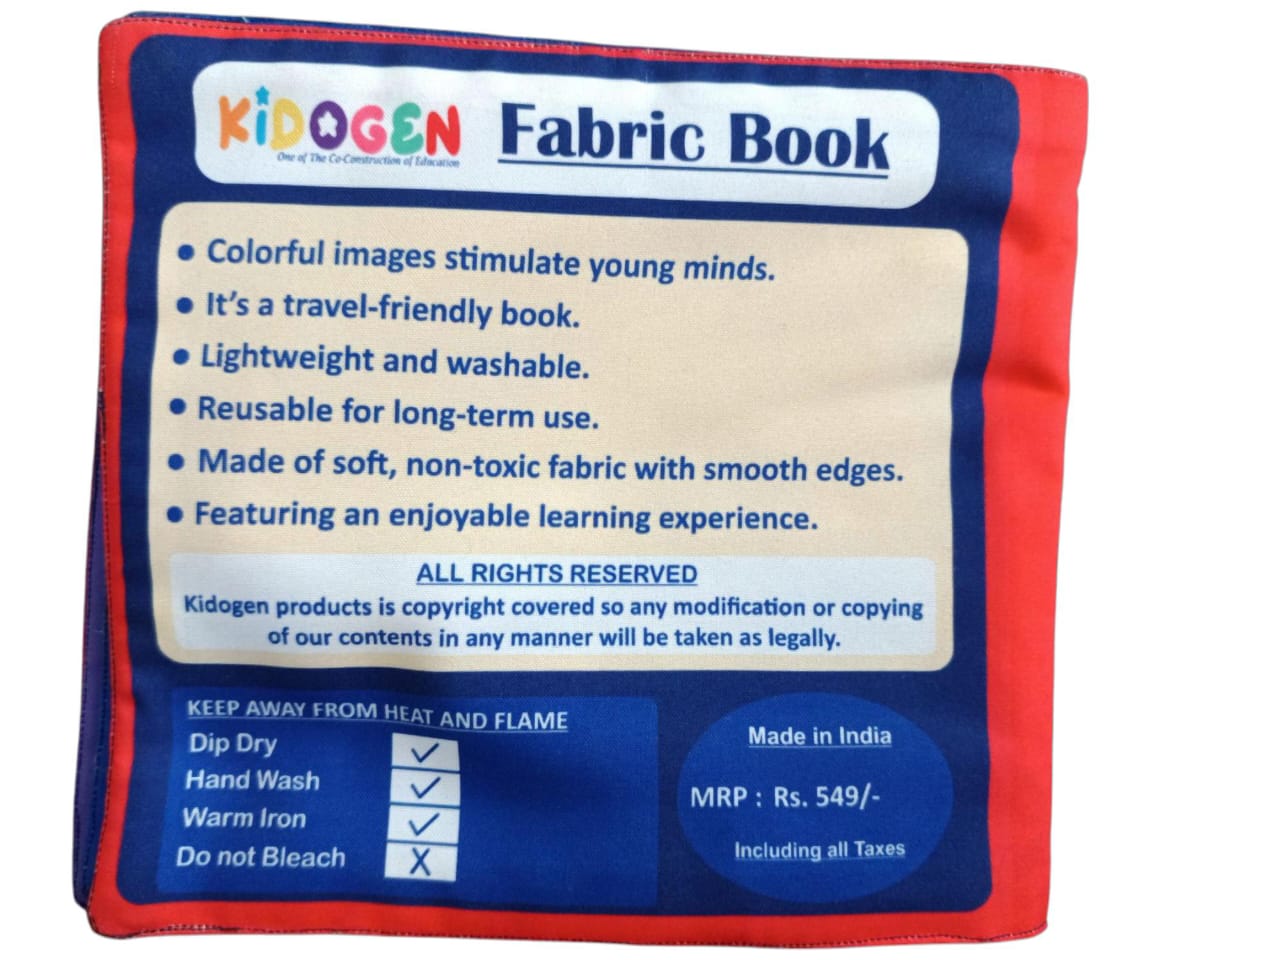 KiDOGEN
One of The Co-Construction of Education
Fabric Book
• Colorful images stimulate young minds.
• It's a travel-friendly book.
• Lightweight and washable.
• Reusable for long-term use.
• Made of soft, non-toxic fabric with smooth edges.
• Featuring an enjoyable learning experience.
ALL RIGHTS RESERVED
Kidogen products is copyright covered so any modification or copying
of our contents in any manner will be taken as legally.
KEEP AWAY FROM HEAT AND FLAME
Dip Dry ✓
Hand Wash ✓
Warm Iron ✓
Do not Bleach X
Made in India
MRP : Rs. 549/-
Including all Taxes